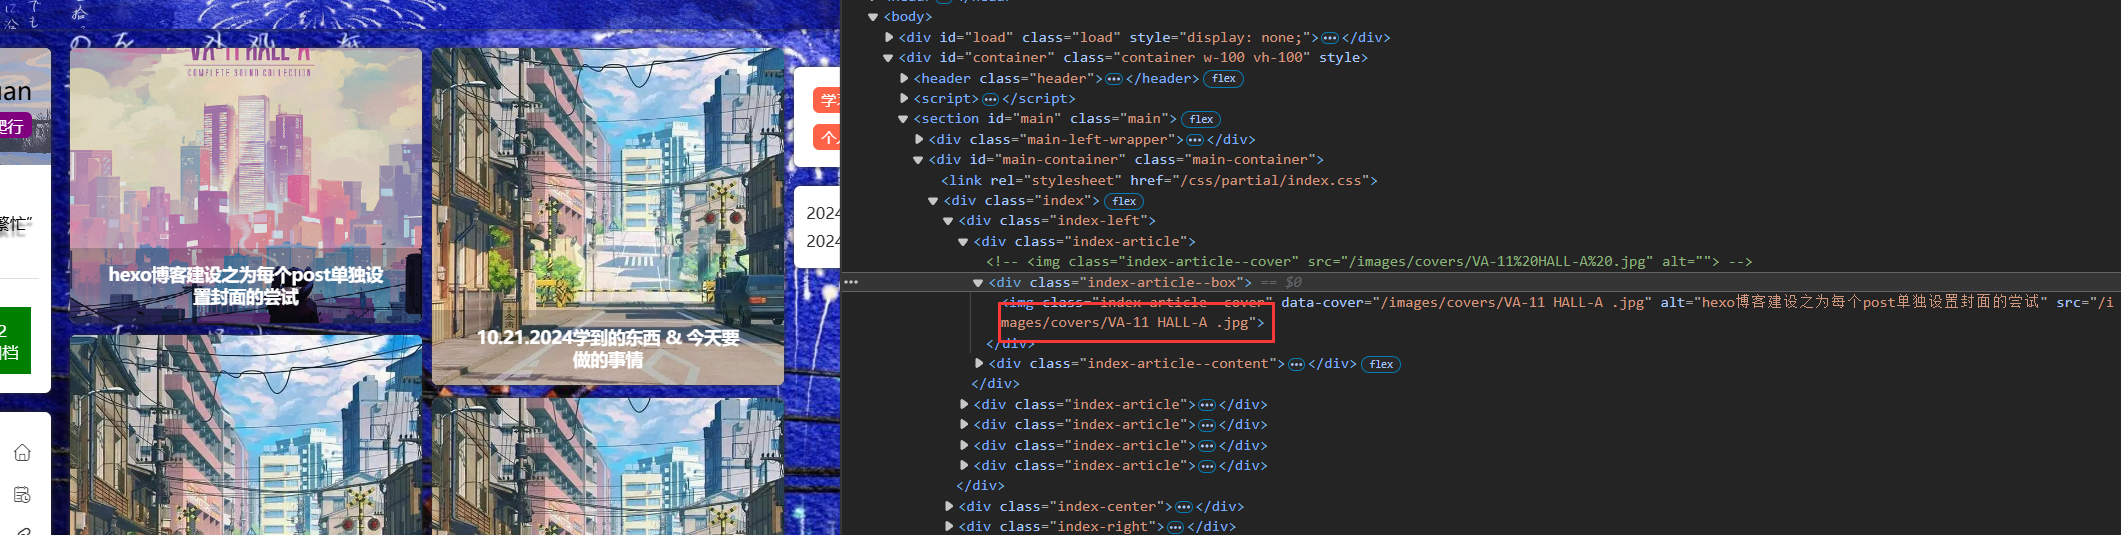 VA-11 HALL-A
COMPLETE SOUND COLLECTION
hexo博客建设之为每个post单独设
置封面的尝试
10.21.2024学到的东西 & 今天要
做的事情
uan
爬行
繁忙”
2
档
学习
个
2024
2024
<body>
<div id="load" class="load" style="display: none;">…</div>
<div id="container" class="container w-100 vh-100" style>
<header class="header">…</header> flex
<script>…</script>
<section id="main" class="main"> flex
<div class="main-left-wrapper">…</div>
<div id="main-container" class="main-container">
<link rel="stylesheet" href="/css/partial/index.css">
<div class="index"> flex
<div class="index-left">
<div class="index-article">
<!-- <img class="index-article--cover" src="/images/covers/VA-11%20HALL-A%20.jpg" alt=""> -->
… <div class="index-article--box"> == $0
<img class="index-article--cover" data-cover="/images/covers/VA-11 HALL-A .jpg" alt="hexo博客建设之为每个post单独设置封面的尝试" src="/i
mages/covers/VA-11 HALL-A .jpg">
</div>
<div class="index-article--content">…</div> flex
</div>
<div class="index-article">…</div>
<div class="index-article">…</div>
<div class="index-article">…</div>
<div class="index-article">…</div>
</div>
<div class="index-center">…</div>
<div class="index-right">…</div>